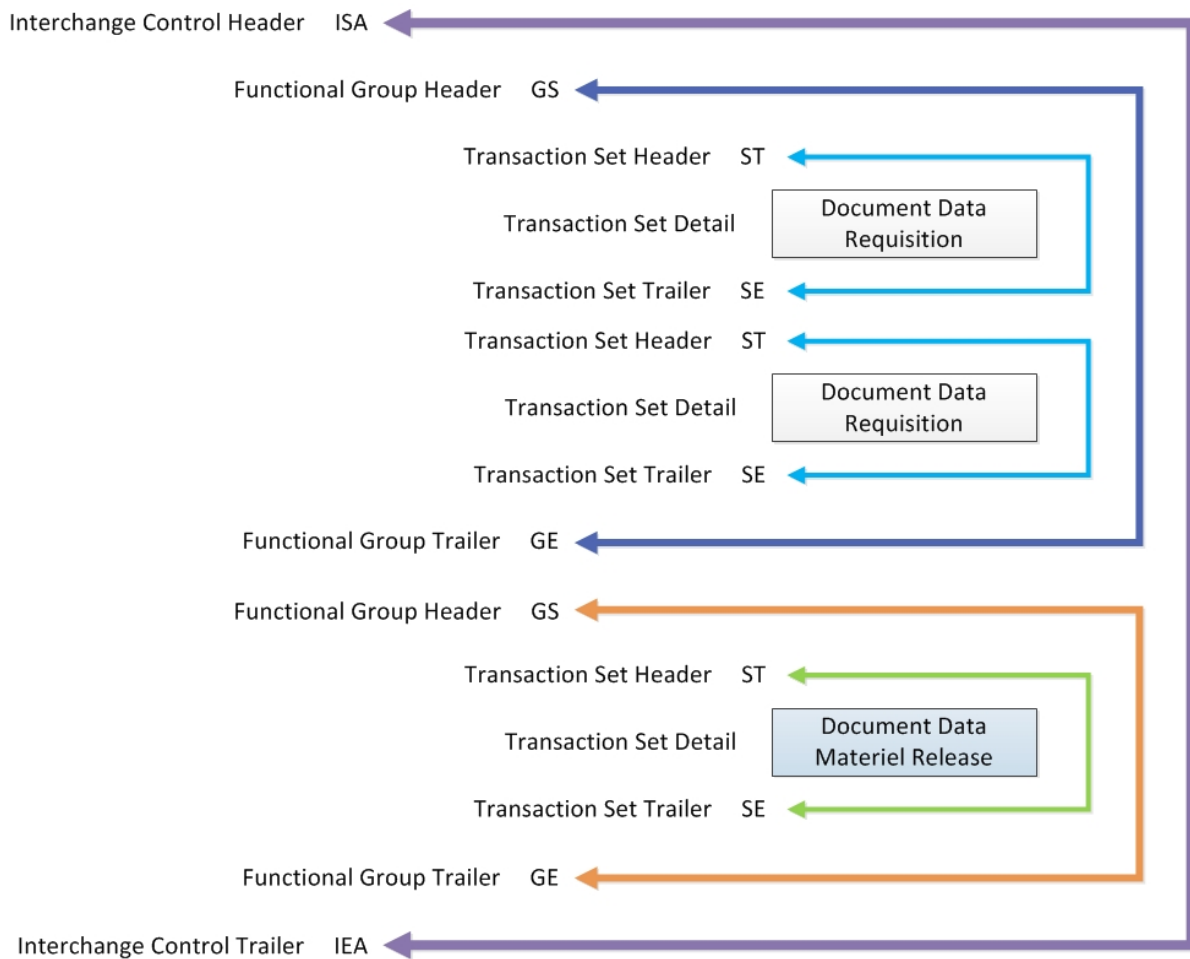 Interchange Control Header ISA
Functional Group Header GS
Transaction Set Header ST
Transaction Set Detail
Document Data
Requisition
Transaction Set Trailer SE
Transaction Set Header ST
Transaction Set Detail
Document Data
Requisition
Transaction Set Trailer SE
Functional Group Trailer GE
Functional Group Header GS
Transaction Set Header ST
Transaction Set Detail
Document Data
Materiel Release
Transaction Set Trailer SE
Functional Group Trailer GE
Interchange Control Trailer IEA